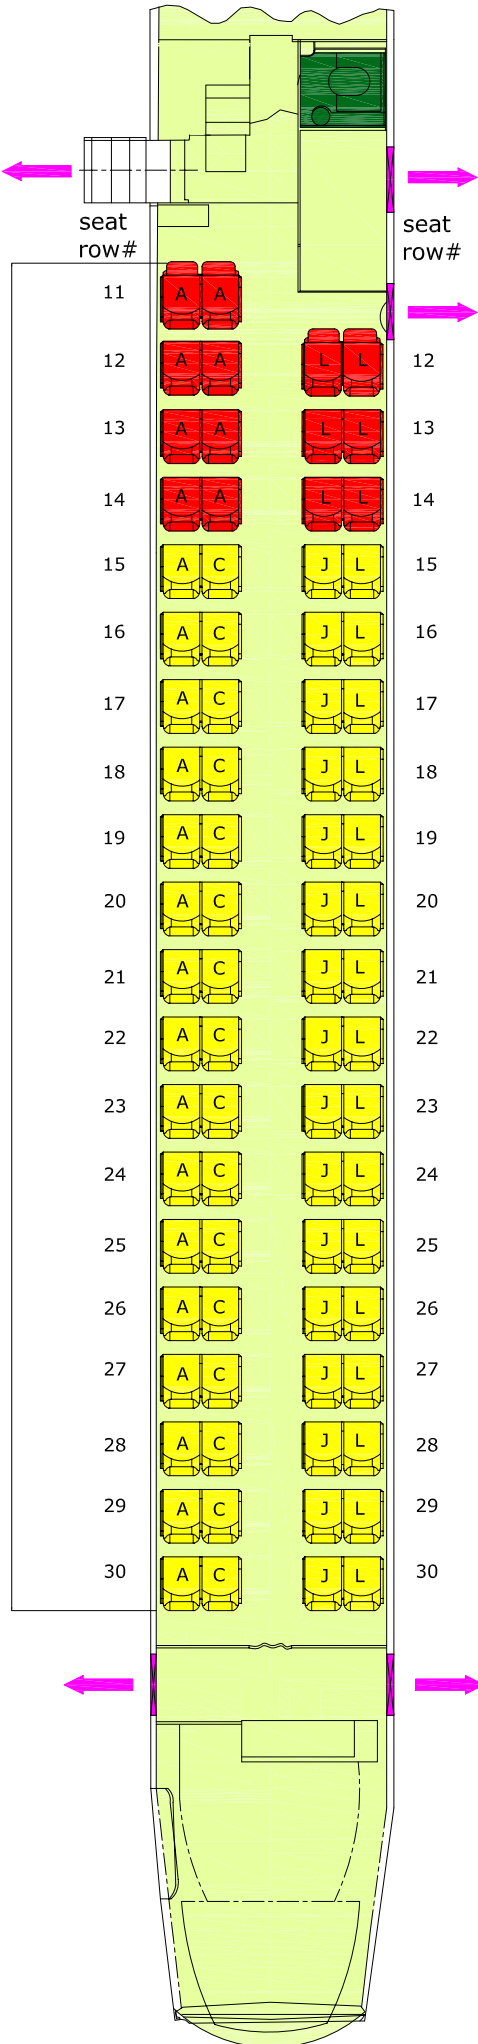 seat
row#
seat
row#
11 A A
12 A A L L 12
13 A A L L 13
14 A A L L 14
15 A C J L 15
16 A C J L 16
17 A C J L 17
18 A C J L 18
19 A C J L 19
20 A C J L 20
21 A C J L 21
22 A C J L 22
23 A C J L 23
24 A C J L 24
25 A C J L 25
26 A C J L 26
27 A C J L 27
28 A C J L 28
29 A C J L 29
30 A C J L 30